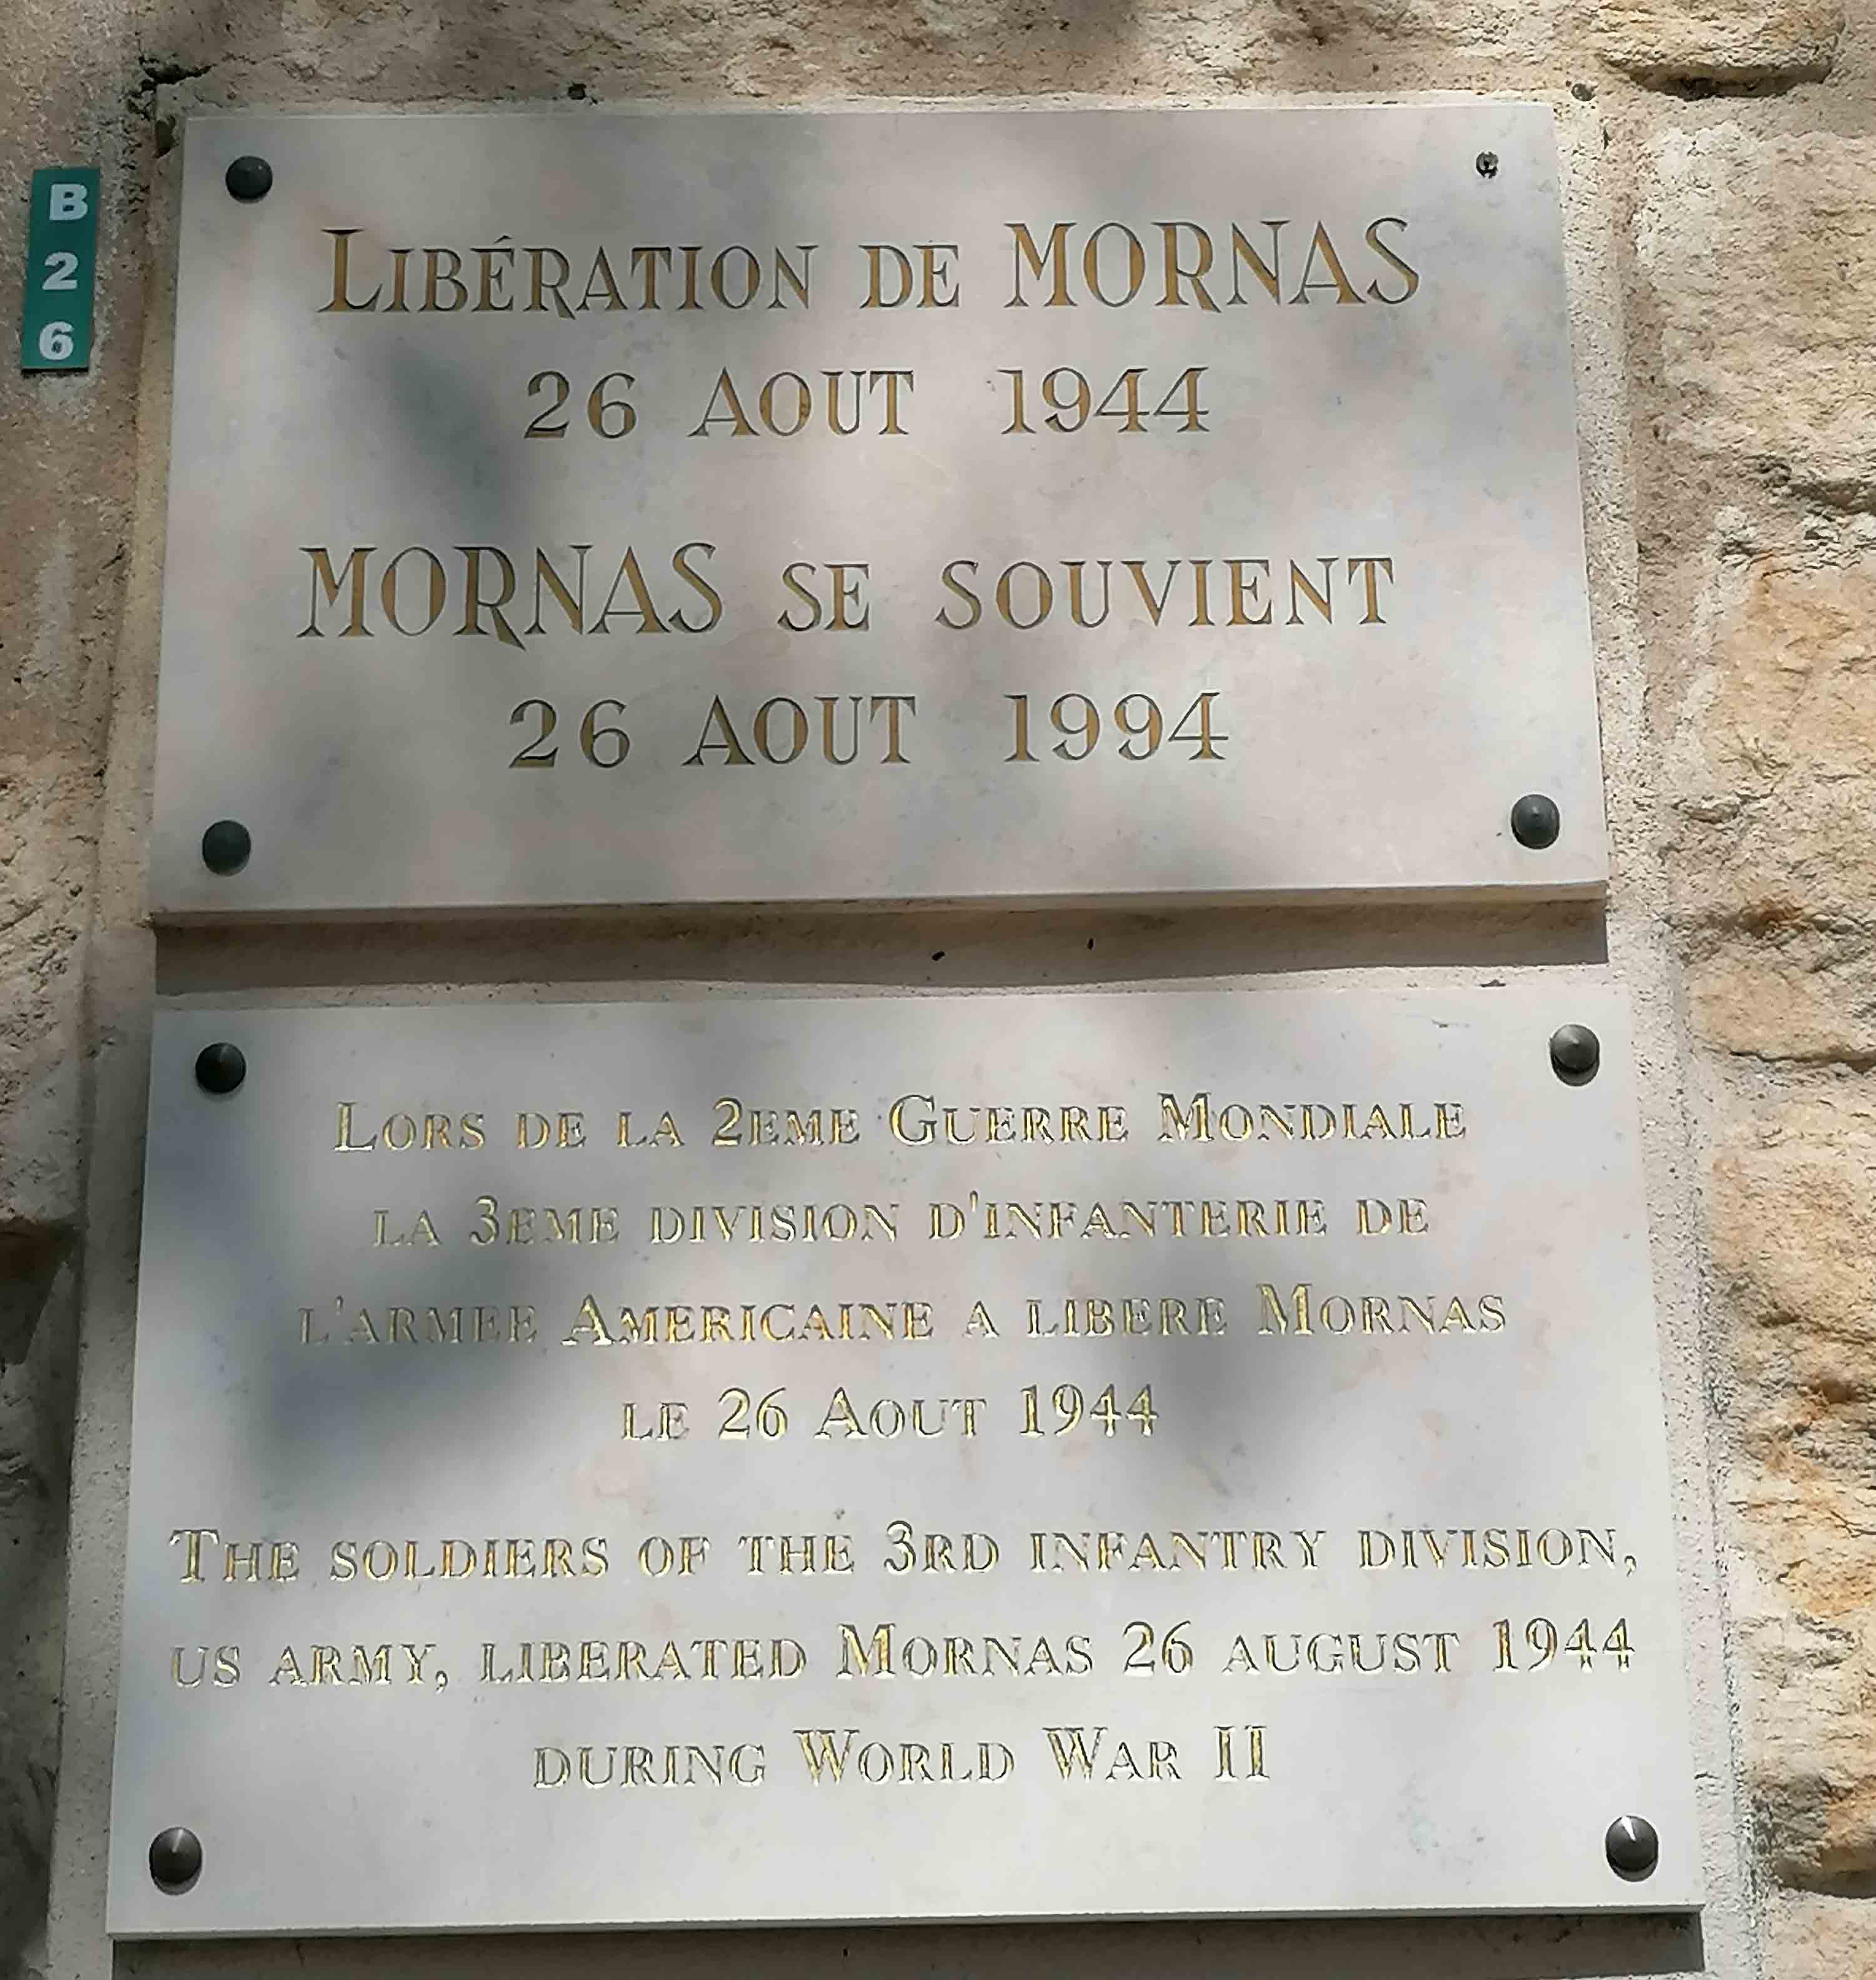 B
2
6
LIBÉRATION DE MORNAS
26 AOUT 1944
MORNAS SE SOUVIENT
26 AOUT 1994
LORS DE LA 2EME GUERRE MONDIALE
LA 3EME DIVISION D'INFANTERIE DE
L'ARMEE AMERICAINE A LIBERE MORNAS
LE 26 AOUT 1944
THE SOLDIERS OF THE 3RD INFANTRY DIVISION,
US ARMY, LIBERATED MORNAS 26 AUGUST 1944
DURING WORLD WAR II